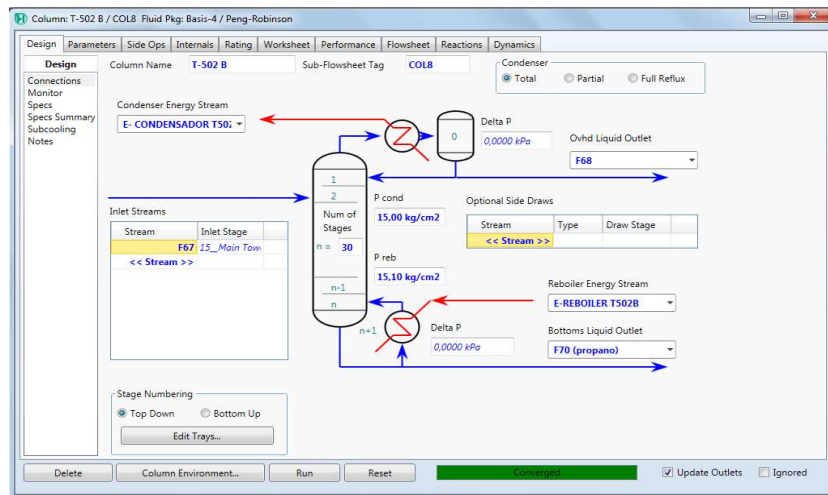 Column: T-502 B / COL8 Fluid Pkg: Basis-4 / Peng-Robinson
Design Parameters Side Ops Internals Rating Worksheet Performance Flowsheet Reactions Dynamics
Design
Connections
Monitor
Specs
Specs Summary
Subcooling
Notes
Column Name T-502 B Sub-Flowsheet Tag COL8
Condenser
Total Partial Full Reflux
Condenser Energy Stream
E- CONDENSADOR T502
Delta P
0,0000 kPa
0
Ovhd Liquid Outlet
F68
Inlet Streams
Stream Inlet Stage
F67 15__Main Tow
<< Stream >>
1
2
Num of
Stages
n = 30
n-1
n
n+1
P cond
15,00 kg/cm2
P reb
15,10 kg/cm2
Optional Side Draws
Stream Type Draw Stage
<< Stream >>
Delta P
0,0000 kPa
Reboiler Energy Stream
E-REBOILER T502B
Bottoms Liquid Outlet
F70 (propano)
Stage Numbering
Top Down Bottom Up
Edit Trays...
Delete Column Environment... Run Reset Converged Update Outlets Ignored